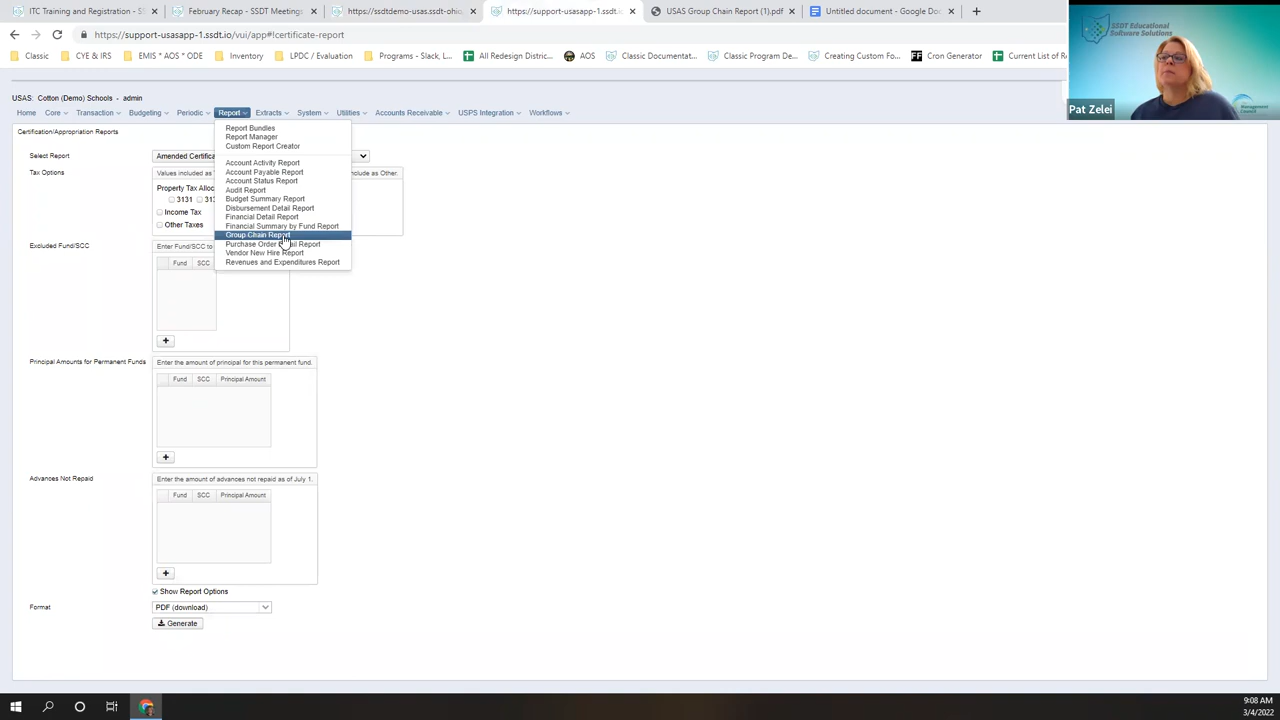 ITC Training and Registration
February Recap - SSDT Meetings
https://ssdtdemo-usas.ssdt-ohio.
https://support-usasapp-1.ssdt.io
USAS Group Chain Report (1).pdf
Untitled document - Google Doc
https://support-usasapp-1.ssdt.io/vui/app#!certificate-report
Classic
CYE & IRS
EMIS * AOS * ODE
Inventory
LPDC / Evaluation
Programs - Slack, L...
All Redesign Distric...
AOS
Classic Documentat...
Classic Program De...
Creating Custom Fo...
Cron Generator
Current List of R
SSDT Educational
Software Solutions
Management
Council
Pat Zelei
USAS: Cotton (Demo) Schools - admin
Home Core Transaction Budgeting Periodic Report Extracts System Utilities Accounts Receivable USPS Integration Workflows
Certification/Appropriation Reports
Report Bundles
Report Manager
Custom Report Creator
Account Activity Report
Account Payable Report
Account Status Report
Audit Report
Budget Summary Report
Disbursement Detail Report
Financial Detail Report
Financial Summary by Fund Report
Group Chain Report
Purchase Order ail Report
Vendor New Hire Report
Revenues and Expenditures Report
Select Report
Amended Certifica
Tax Options
Values included as
clude as Other.
Property Tax Alloc
3131
313
Income Tax
Other Taxes
Excluded Fund/SCC
Enter Fund/SCC to
Fund SCC
Principal Amounts for Permanent Funds
Enter the amount of principal for this permanent fund.
Fund SCC Principal Amount
Advances Not Repaid
Enter the amount of advances not repaid as of July 1.
Fund SCC Principal Amount
Show Report Options
Format
PDF (download)
Generate
9:08 AM
3/4/2022